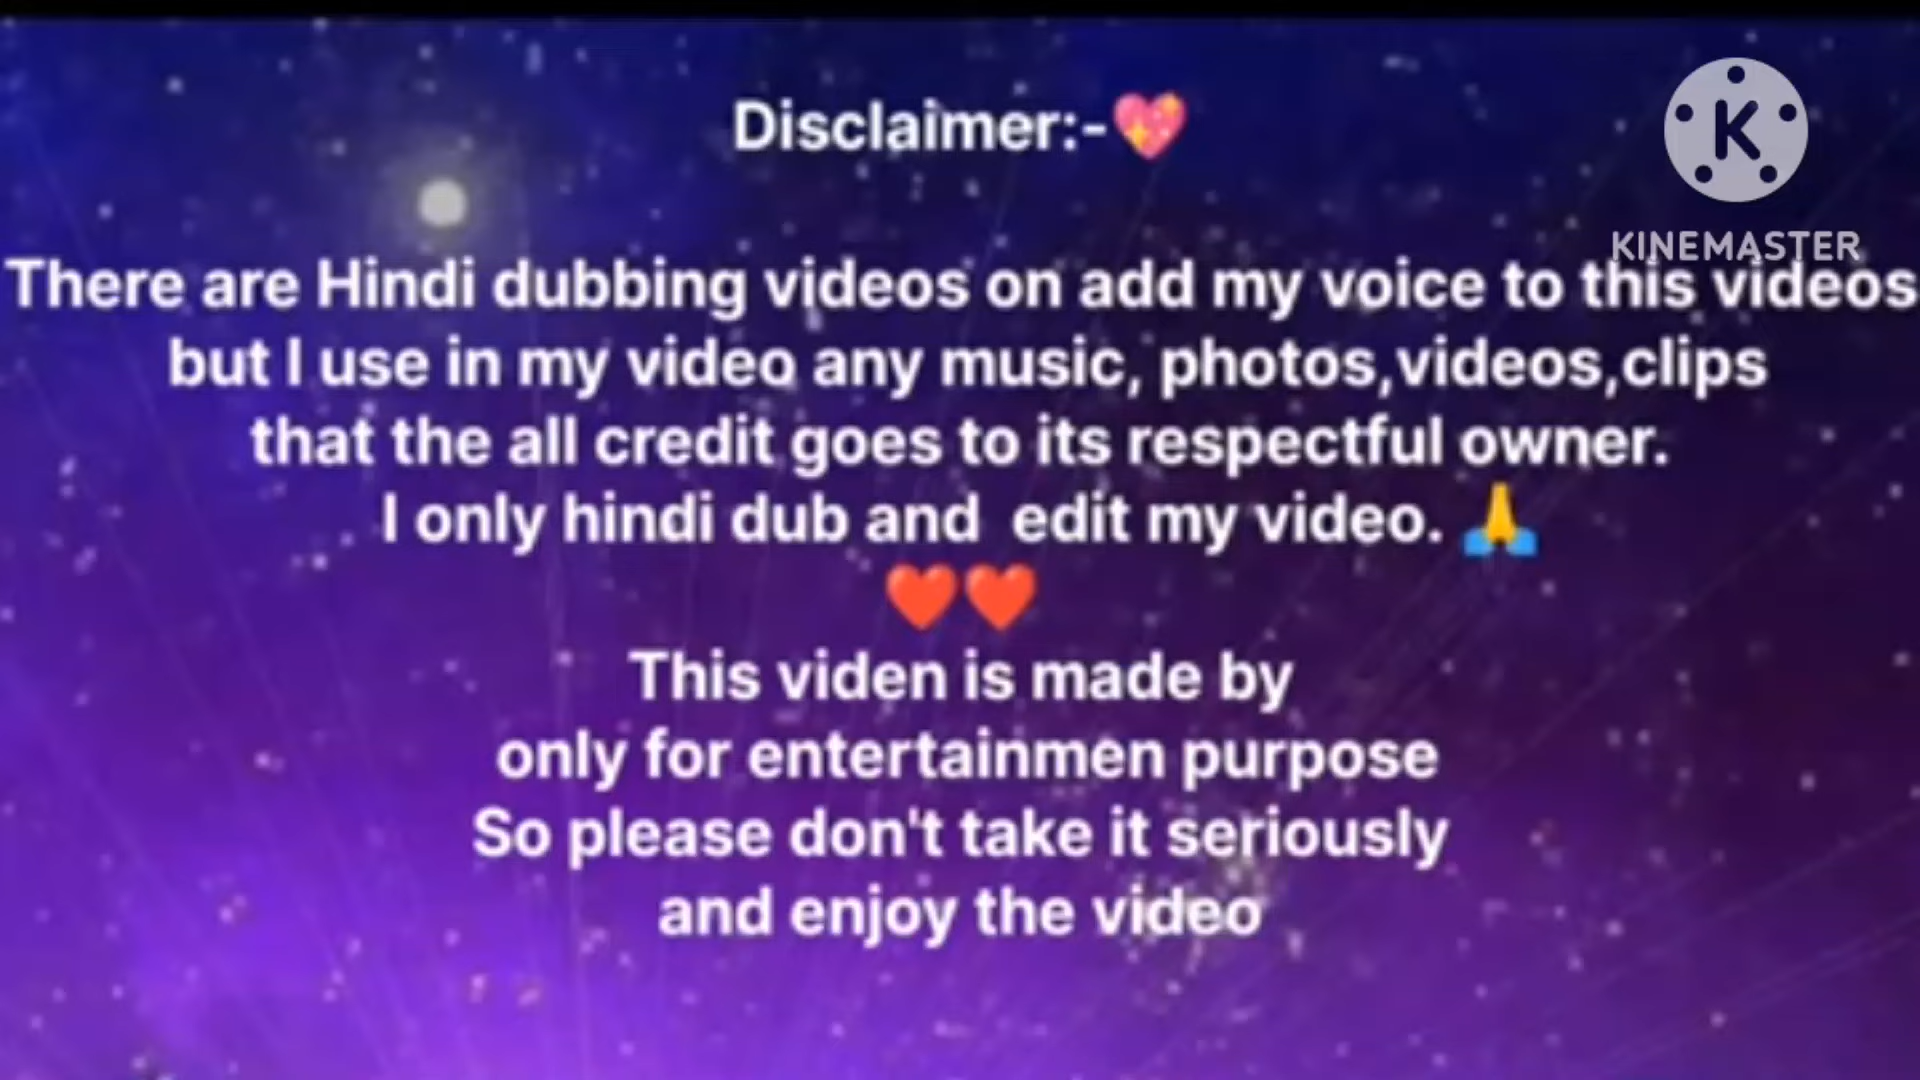 Disclaimer:-💖
K
KINEMASTER
There are Hindi dubbing videos on add my voice to this videos
but I use in my video any music, photos,videos,clips
that the all credit goes to its respectful owner.
I only hindi dub and  edit my video. 🙏
❤️❤️
This viden is made by
only for entertainmen purpose
So please don't take it seriously
and enjoy the video